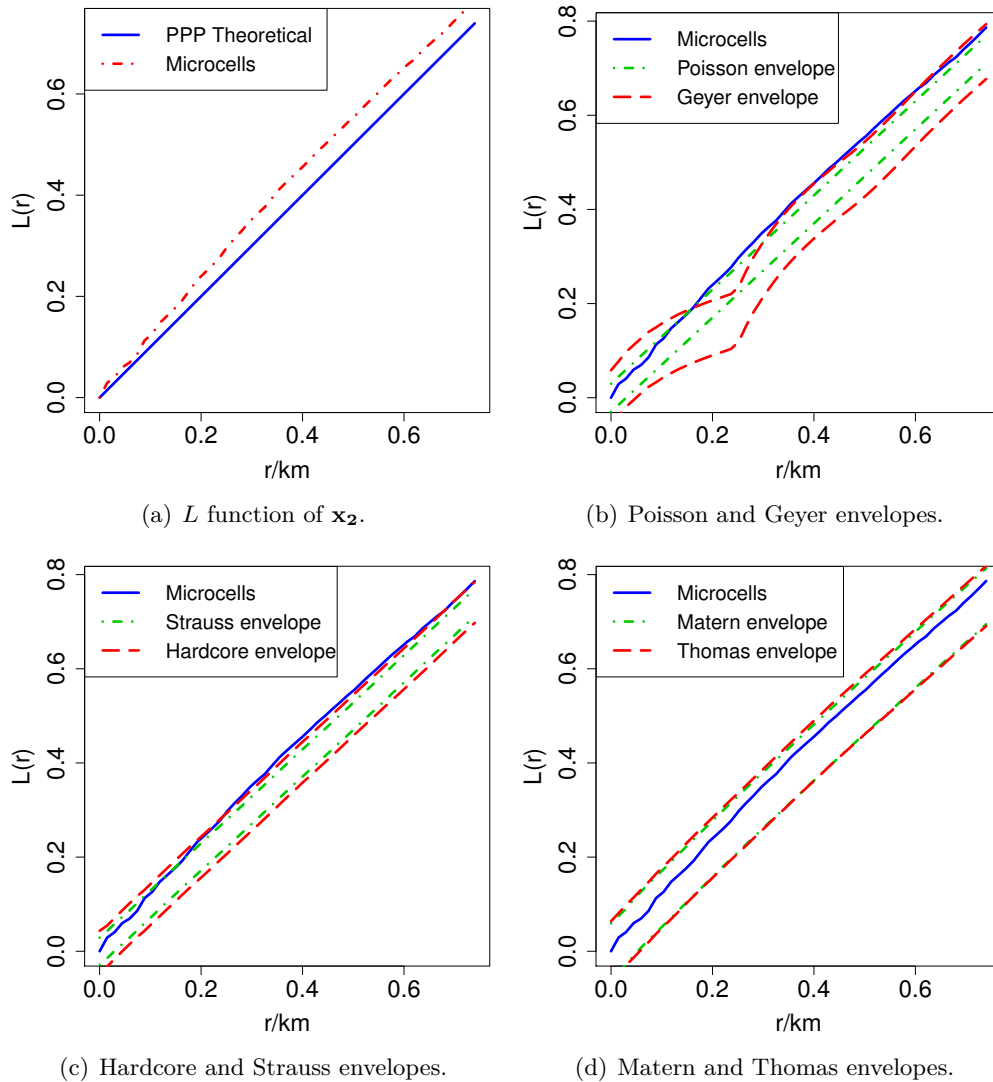 PPP Theoretical
Microcells
L(r)
0.0 0.2 0.4 0.6
0.0 0.2 0.4 0.6
r/km
(a) L function of x₂.
Microcells
Poisson envelope
Geyer envelope
L(r)
0.0 0.2 0.4 0.6 0.8
0.0 0.2 0.4 0.6
r/km
(b) Poisson and Geyer envelopes.
Microcells
Strauss envelope
Hardcore envelope
L(r)
0.0 0.2 0.4 0.6 0.8
0.0 0.2 0.4 0.6
r/km
(c) Hardcore and Strauss envelopes.
Microcells
Matern envelope
Thomas envelope
L(r)
0.0 0.2 0.4 0.6 0.8
0.0 0.2 0.4 0.6
r/km
(d) Matern and Thomas envelopes.